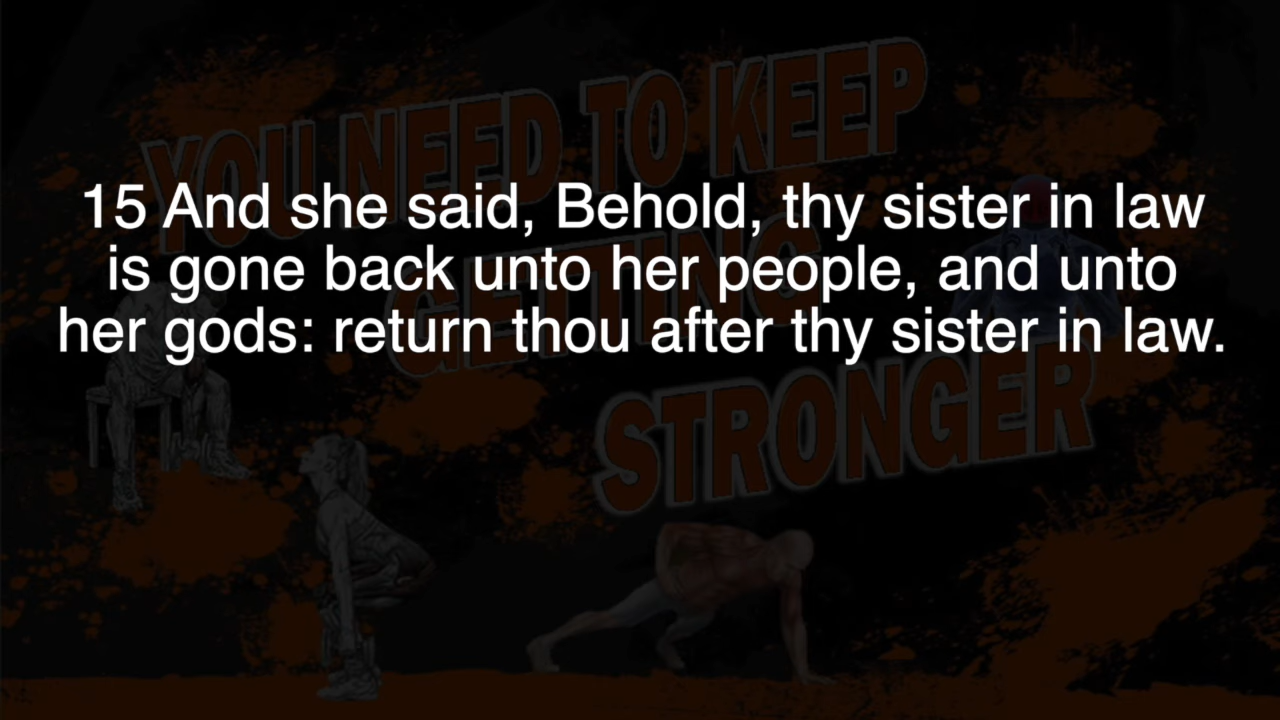 15 And she said, Behold, thy sister in law
is gone back unto her people, and unto
her gods: return thou after thy sister in law.
YOU NEED TO KEEP
GETTING
STRONGER